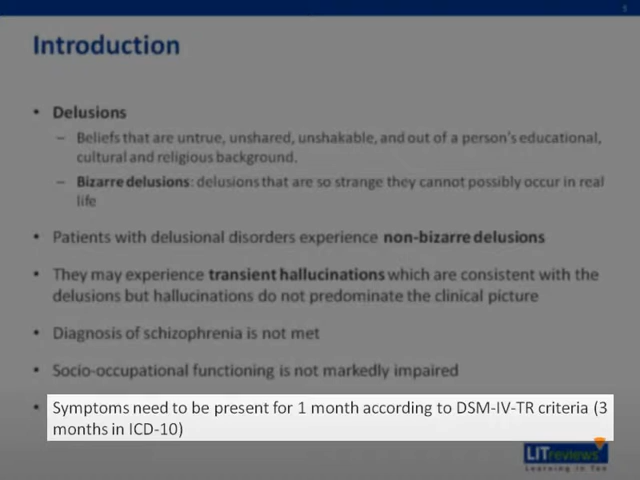 1
Introduction
• Delusions
– Beliefs that are untrue, unshared, unshakable, and out of a person's educational,
cultural and religious background.
– Bizarre delusions: delusions that are so strange they cannot possibly occur in real
life
• Patients with delusional disorders experience non-bizarre delusions
• They may experience transient hallucinations which are consistent with the
delusions but hallucinations do not predominate the clinical picture
• Diagnosis of schizophrenia is not met
• Socio-occupational functioning is not markedly impaired
• Symptoms need to be present for 1 month according to DSM-IV-TR criteria (3
months in ICD-10)
LITreviews
Learning in Ten